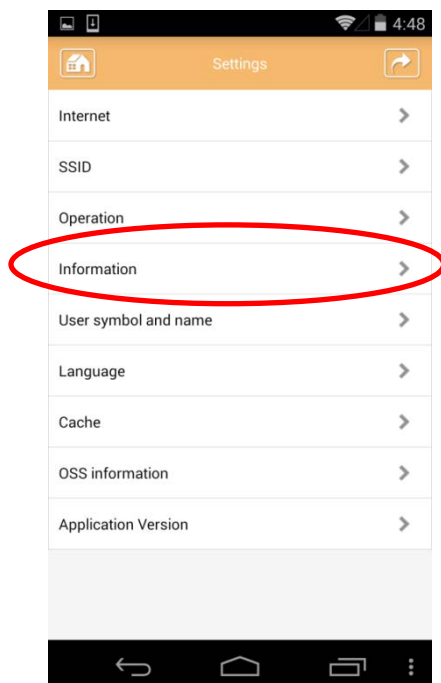 4:48
Settings
Internet
SSID
Operation
Information
User symbol and name
Language
Cache
OSS information
Application Version